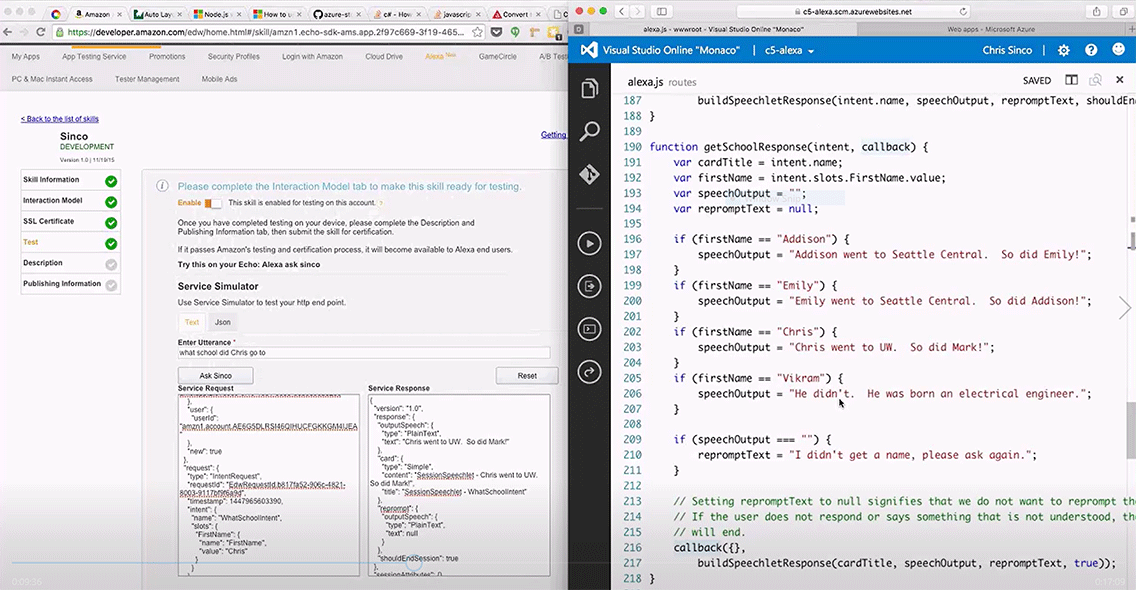 Amazon
Auto Layo
Node.js
How to u
azure-st
c# - How
javascrip
Convert
https://developer.amazon.com/edw/home.html#/skill/amzn1.echo-sdk-ams.app.2f97c669-3f19-465...
My Apps
App Testing Service
Promotions
Security Profiles
Login with Amazon
Cloud Drive
Alexa New
GameCircle
A/B Testi
PC & Mac Instant Access
Tester Management
Mobile Ads
< Back to the list of skills
Sinco
DEVELOPMENT
Version 1.0 | 11/19/15
Getting
Skill Information
Interaction Model
SSL Certificate
Test
Description
Publishing Information
Please complete the Interaction Model tab to make this skill ready for testing.
Enable
This skill is enabled for testing on this account. ?
Once you have completed testing on your device, please complete the Description and
Publishing Information tab, then submit the skill for certification.
If it passes Amazon's testing and certification process, it will become available to Alexa end users.
Try this on your Echo: Alexa ask sinco
Service Simulator
Use Service Simulator to test your http end point.
Text
Json
Enter Utterance *
what school did Chris go to
Ask Sinco
Reset
Service Request
},
"user": {
"userId":
},
"new": true
},
"request": {
"type": "IntentRequest",
"requestId": "EdwRequestId.b817fa52-906c-4821-
"timestamp": 1447965603390,
"intent": {
"name": "WhatSchoolIntent",
"slots": {
"FirstName": {
"name": "FirstName",
"value": "Chris"
}
}
Service Response
{
"version": "1.0",
"response": {
"outputSpeech": {
"type": "PlainText",
"text": "Chris went to UW. So did Mark!"
},
"card": {
"type": "Simple",
"content": "SessionSpeechlet - Chris went to UW.
So did Mark!",
"title": "SessionSpeechlet - WhatSchoolIntent"
},
"reprompt": {
"outputSpeech": {
"type": "PlainText",
"text": null
}
},
"shouldEndSession": true
},
"sessionAttributes": {}
0:09:56
c5-alexa.scm.azurewebsites.net
alexa.js - wwwroot - Visual Studio Online "Monaco"
Web apps - Microsoft Azure
Visual Studio Online "Monaco"
c5-alexa
Chris Sinco
alexa.js routes
SAVED
187 buildSpeechletResponse(intent.name, speechOutput, repromptText, shouldEn
188 }
189
190 function getSchoolResponse(intent, callback) {
191 var cardTitle = intent.name;
192 var firstName = intent.slots.FirstName.value;
193 var speechOutput = "";
194 var repromptText = null;
195
196 if (firstName == "Addison") {
197 speechOutput = "Addison went to Seattle Central.  So did Emily!";
198 }
199 if (firstName == "Emily") {
200 speechOutput = "Emily went to Seattle Central.  So did Addison!";
201 }
202 if (firstName == "Chris") {
203 speechOutput = "Chris went to UW.  So did Mark!";
204 }
205 if (firstName == "Vikram") {
206 speechOutput = "He didn't.  He was born an electrical engineer.";
207 }
208
209 if (speechOutput === "") {
210 repromptText = "I didn't get a name, please ask again.";
211 }
212
213 // Setting repromptText to null signifies that we do not want to reprompt the
214 // If the user does not respond or says something that is not understood, the
215 // will end.
216 callback({},
217 buildSpeechletResponse(cardTitle, speechOutput, repromptText, true));
218 }
0:17:09